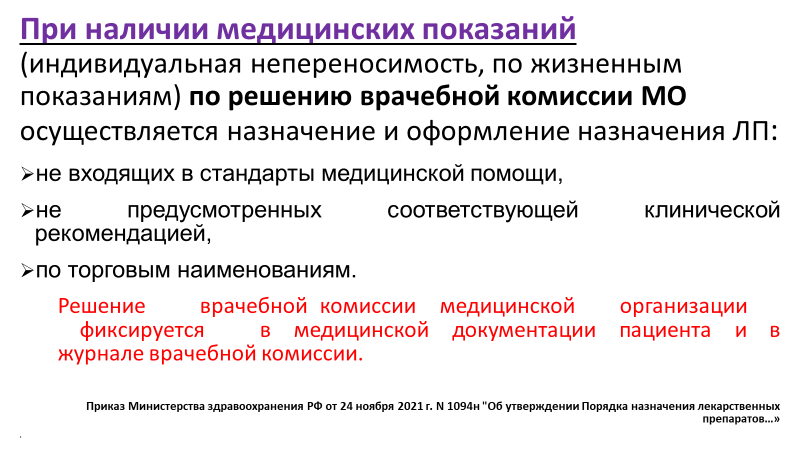 При наличии медицинских показаний
(индивидуальная непереносимость, по жизненным
показаниям) по решению врачебной комиссии МО
осуществляется назначение и оформление назначения ЛП:
➢не входящих в стандарты медицинской помощи,
➢не предусмотренных соответствующей клинической
рекомендацией,
➢по торговым наименованиям.
Решение врачебной комиссии медицинской организации
фиксируется в медицинской документации пациента и в
журнале врачебной комиссии.
Приказ Министерства здравоохранения РФ от 24 ноября 2021 г. N 1094н "Об утверждении Порядка назначения лекарственных
препаратов…»
.